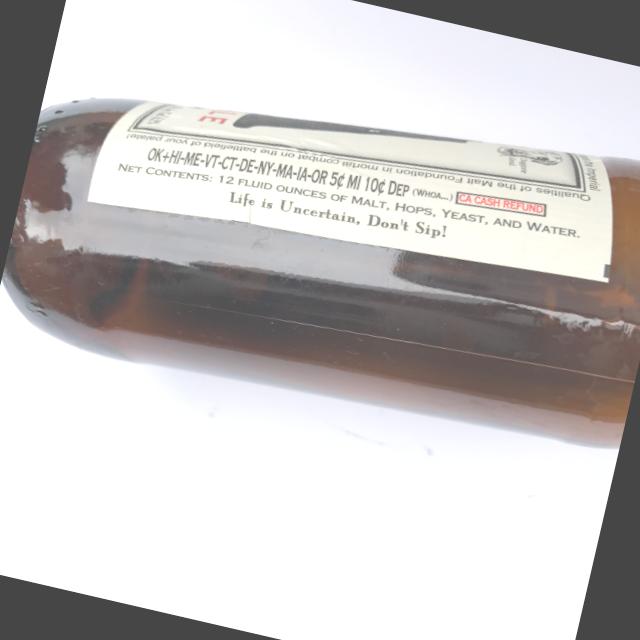 OK+HI-ME-VT-CT-DE-NY-MA-IA-OR 5¢ MI 10¢ DEP (WHOA...) CA CASH REFUND
NET CONTENTS: 12 FLUID OUNCES OF MALT, HOPS, YEAST, AND WATER.
Life is Uncertain, Don't Sip!
Qualities of the Malt Foundation in mortal combat on the battlefield of your palate!
Imperial